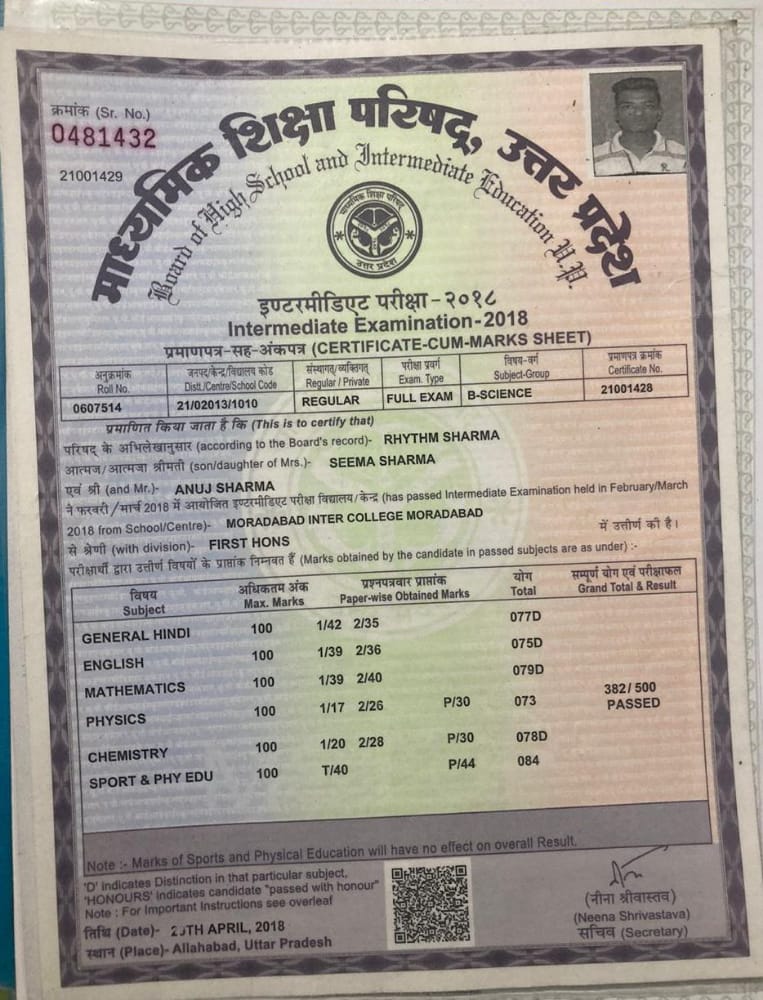 क्रमांक (Sr. No.)
0481432
21001429
माध्यमिक शिक्षा परिषद्, उत्तर प्रदेश
Board of High School and Intermediate Education U.P.
माध्यमिक शिक्षा परिषद
उत्तर प्रदेश
इण्टरमीडिएट परीक्षा-२०१८
Intermediate Examination-2018
प्रमाणपत्र-सह-अंकपत्र (CERTIFICATE-CUM-MARKS SHEET)
अनुक्रमांक जनपद/केन्द्र/विद्यालय कोड संस्थागत/व्यक्तिगत् परीक्षा प्रवर्ग विषय-वर्ग प्रमाणपत्र क्रमांक
Roll No. Distt./Centre/School Code Regular / Private Exam. Type Subject-Group Certificate No.
0607514 21/02013/1010 REGULAR FULL EXAM B-SCIENCE 21001428
प्रमाणित किया जाता है कि (This is to certify that)
परिषद् के अभिलेखानुसार (according to the Board's record)- RHYTHM SHARMA
आत्मज/आत्मजा श्रीमती (son/daughter of Mrs.)- SEEMA SHARMA
एवं श्री (and Mr.)- ANUJ SHARMA
ने फरवरी/मार्च 2018 में आयोजित इण्टरमीडिएट परीक्षा विद्यालय/केन्द्र (has passed Intermediate Examination held in February/March
2018 from School/Centre)- MORADABAD INTER COLLEGE MORADABAD
से श्रेणी (with division)- FIRST HONS में उत्तीर्ण की है।
परीक्षार्थी द्वारा उत्तीर्ण विषयों के प्राप्तांक निम्नवत हैं (Marks obtained by the candidate in passed subjects are as under) :-
विषय अधिकतम अंक प्रश्नपत्रवार प्राप्तांक योग सम्पूर्ण योग एवं परीक्षाफल
Subject Max. Marks Paper-wise Obtained Marks Total Grand Total & Result
GENERAL HINDI 100 1/42 2/35 077D
ENGLISH 100 1/39 2/36 075D
MATHEMATICS 100 1/39 2/40 079D
382/500
PASSED
PHYSICS 100 1/17 2/26 P/30 073
CHEMISTRY 100 1/20 2/28 P/30 078D
SPORT & PHY EDU 100 T/40 P/44 084
Note :- Marks of Sports and Physical Education will have no effect on overall Result.
'D' indicates Distinction in that particular subject.
'HONOURS' indicates candidate "passed with honour"
Note : For Important Instructions see overleaf
तिथि (Date)- APRIL, 2018
स्थान (Place)- Allahabad, Uttar Pradesh
(नीना श्रीवास्तव)
(Neena Shrivastava)
सचिव (Secretary)